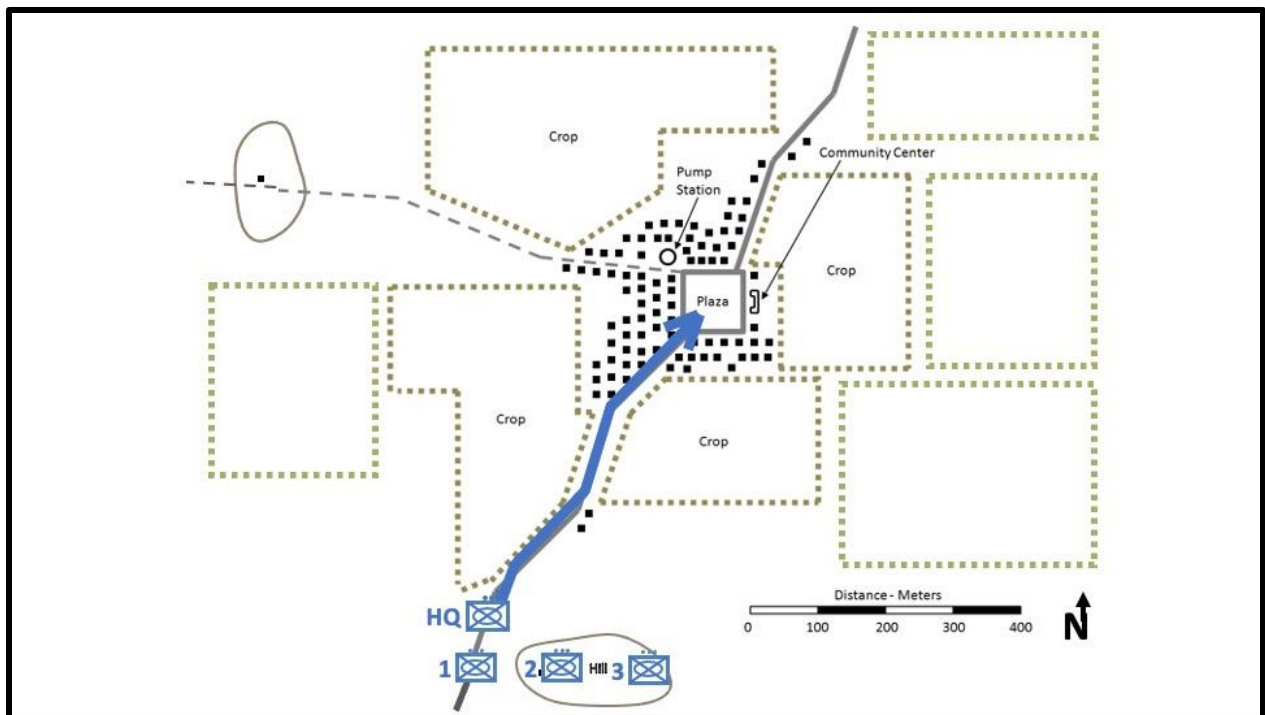 Crop
Community Center
Pump
Station
Crop
Plaza
Crop
Crop
Distance - Meters
0 100 200 300 400
N
HQ
1
2
Hill
3